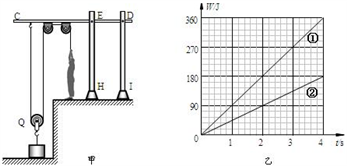 C E D
Q
H I
甲
W/J
360
270
180
90
0 1 2 3 4 t/s
①
②
乙